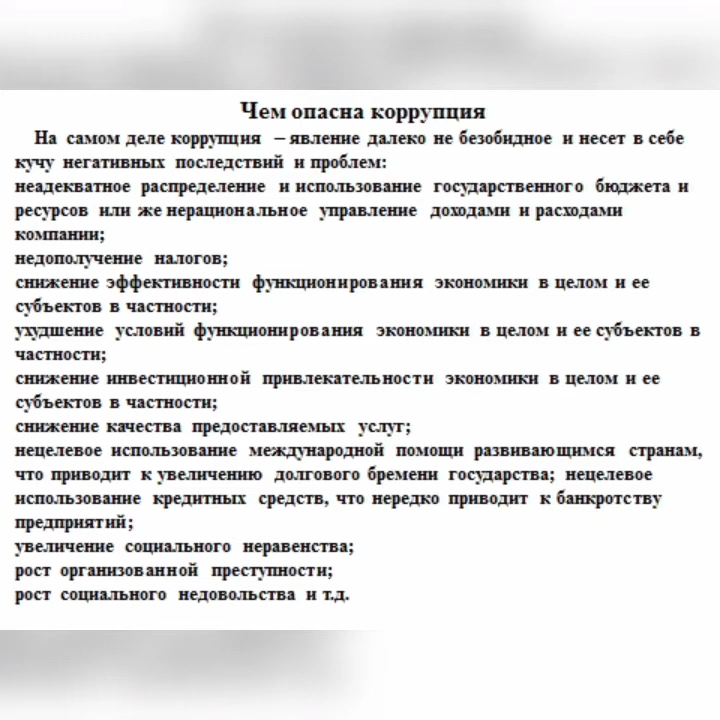 Чем опасна коррупция
На самом деле коррупция – явление далеко не безобидное и несет в себе
кучу негативных последствий и проблем:
неадекватное распределение и использование государственного бюджета и
ресурсов или же нерациональное управление доходами и расходами
компании;
недополучение налогов;
снижение эффективности функционирования экономики в целом и ее
субъектов в частности;
ухудшение условий функционирования экономики в целом и ее субъектов в
частности;
снижение инвестиционной привлекательности экономики в целом и ее
субъектов в частности;
снижение качества предоставляемых услуг;
нецелевое использование международной помощи развивающимся странам,
что приводит к увеличению долгового бремени государства; нецелевое
использование кредитных средств, что нередко приводит к банкротству
предприятий;
увеличение социального неравенства;
рост организованной преступности;
рост социального недовольства и т.д.